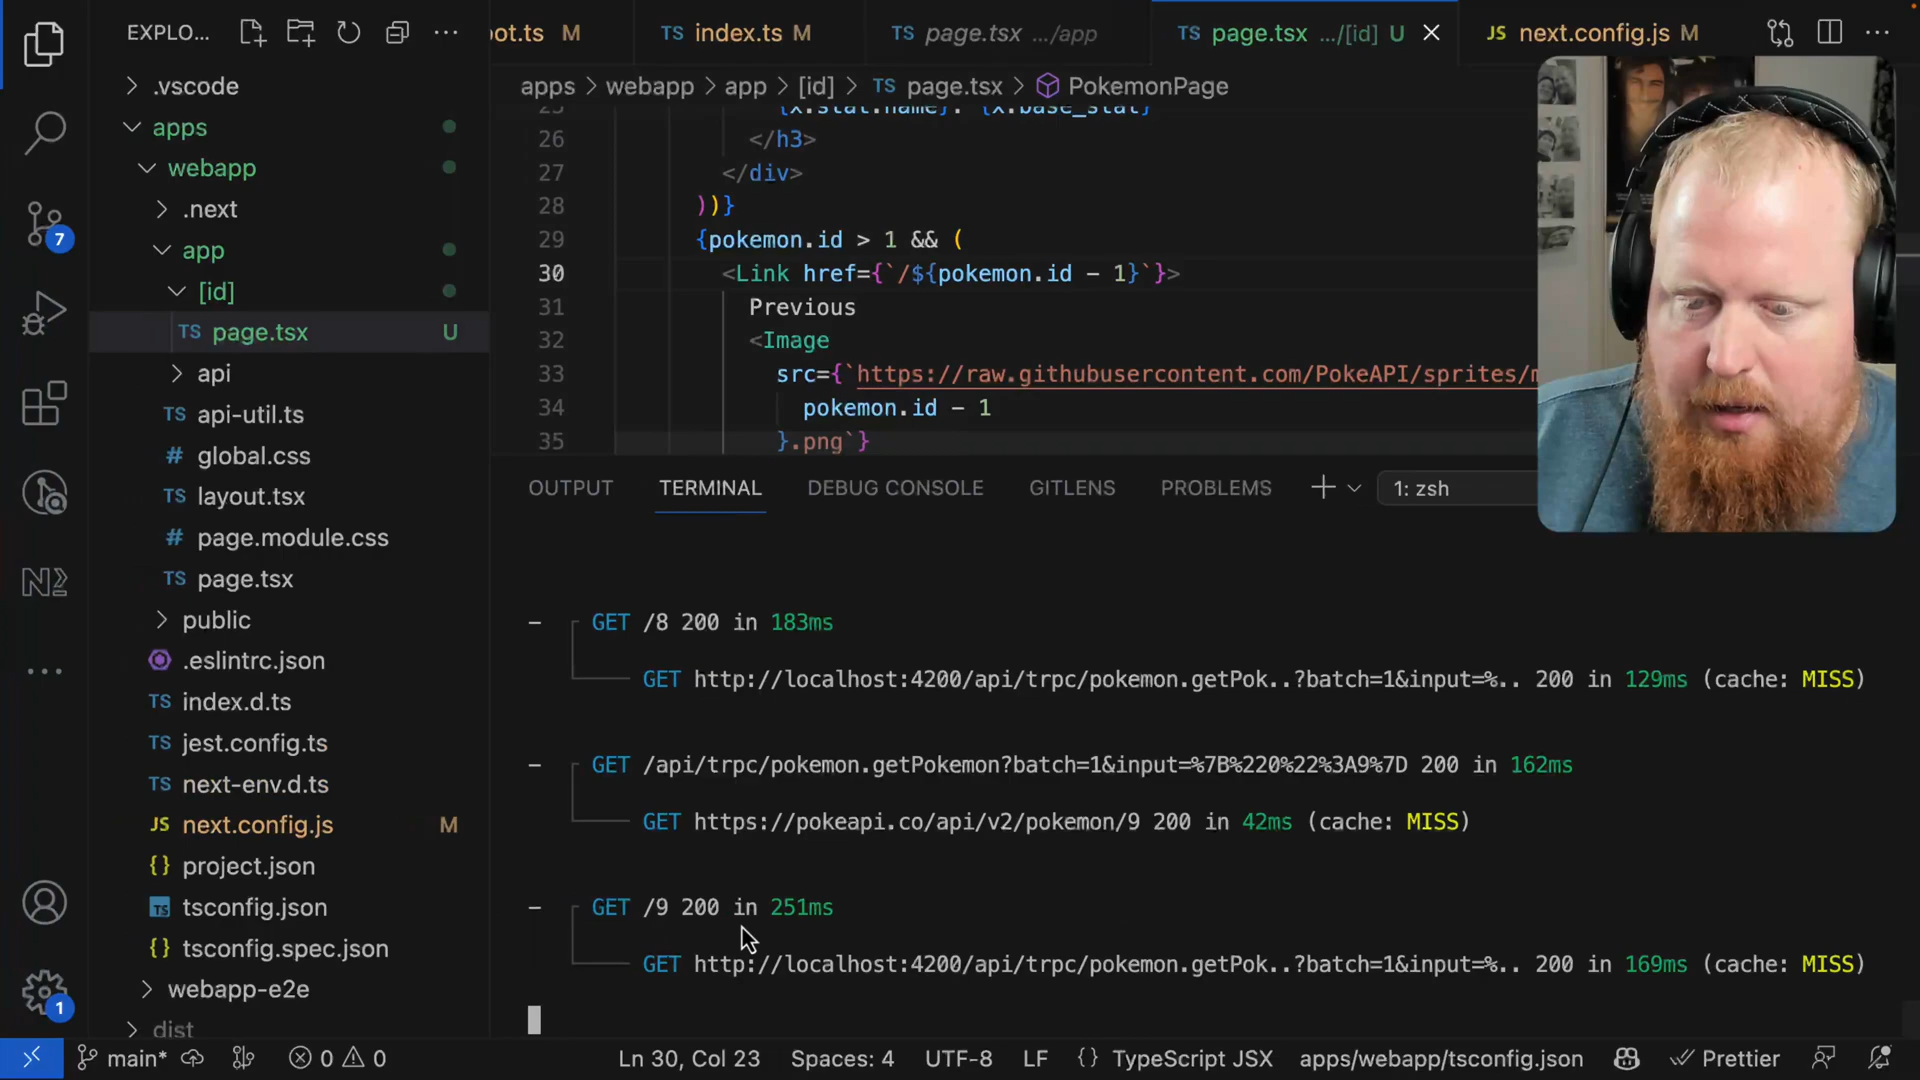 EXPLO...
.vscode
apps
webapp
.next
app
[id]
TS page.tsx U
api
TS api-util.ts
# global.css
TS layout.tsx
# page.module.css
TS page.tsx
public
.eslintrc.json
TS index.d.ts
TS jest.config.ts
TS next-env.d.ts
JS next.config.js M
{} project.json
TS tsconfig.json
{} tsconfig.spec.json
webapp-e2e
dist
7
1
ot.ts M
TS index.ts M
TS page.tsx .../app
TS page.tsx .../[id] U
JS next.config.js M
apps > webapp > app > [id] > TS page.tsx > PokemonPage
25 {x.stat.name}: {x.base_stat}
26 </h3>
27 </div>
28 ))}
29 {pokemon.id > 1 && (
30 <Link href={`/${pokemon.id - 1}`}>
31 Previous
32 <Image
33 src={`https://raw.githubusercontent.com/PokeAPI/sprites/m
34 pokemon.id - 1
35 }.png`}
OUTPUT TERMINAL DEBUG CONSOLE GITLENS PROBLEMS 1: zsh
- GET /8 200 in 183ms
GET http://localhost:4200/api/trpc/pokemon.getPok..?batch=1&input=%.. 200 in 129ms (cache: MISS)
- GET /api/trpc/pokemon.getPokemon?batch=1&input=%7B%220%22%3A9%7D 200 in 162ms
GET https://pokeapi.co/api/v2/pokemon/9 200 in 42ms (cache: MISS)
- GET /9 200 in 251ms
GET http://localhost:4200/api/trpc/pokemon.getPok..?batch=1&input=%.. 200 in 169ms (cache: MISS)
main* 0 0 Ln 30, Col 23 Spaces: 4 UTF-8 LF {} TypeScript JSX apps/webapp/tsconfig.json Prettier